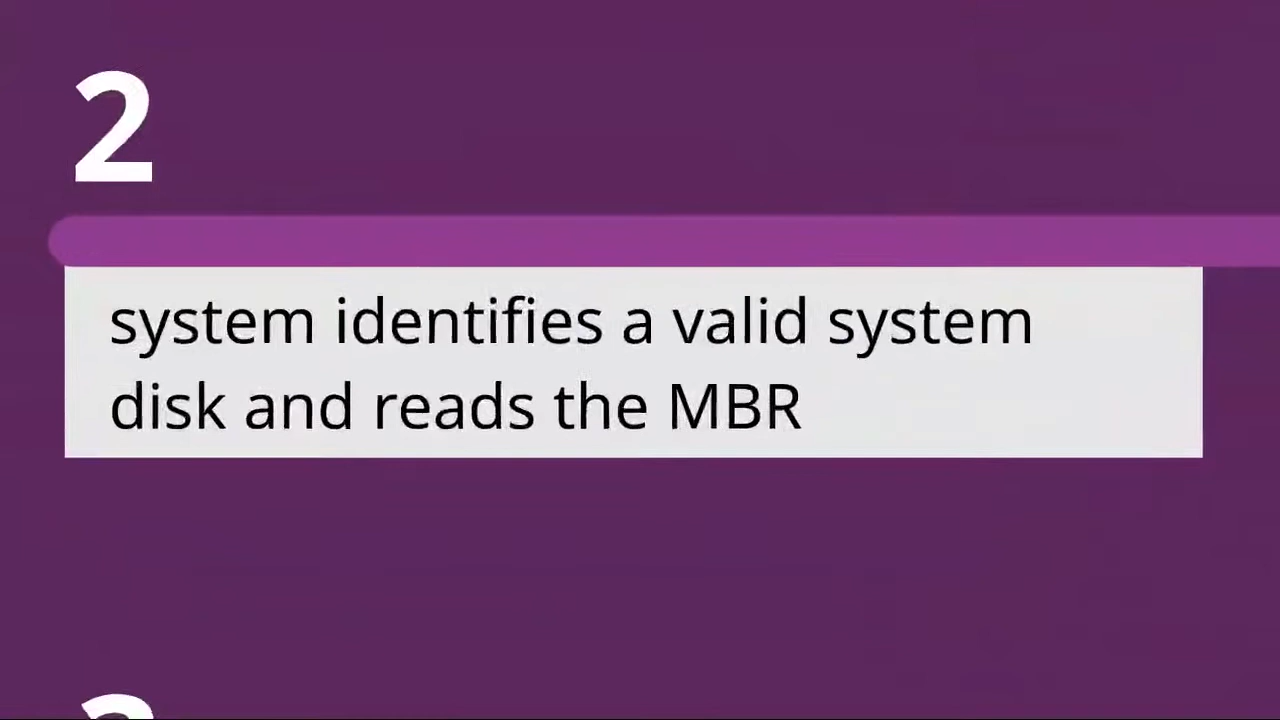 2
system identifies a valid system
disk and reads the MBR